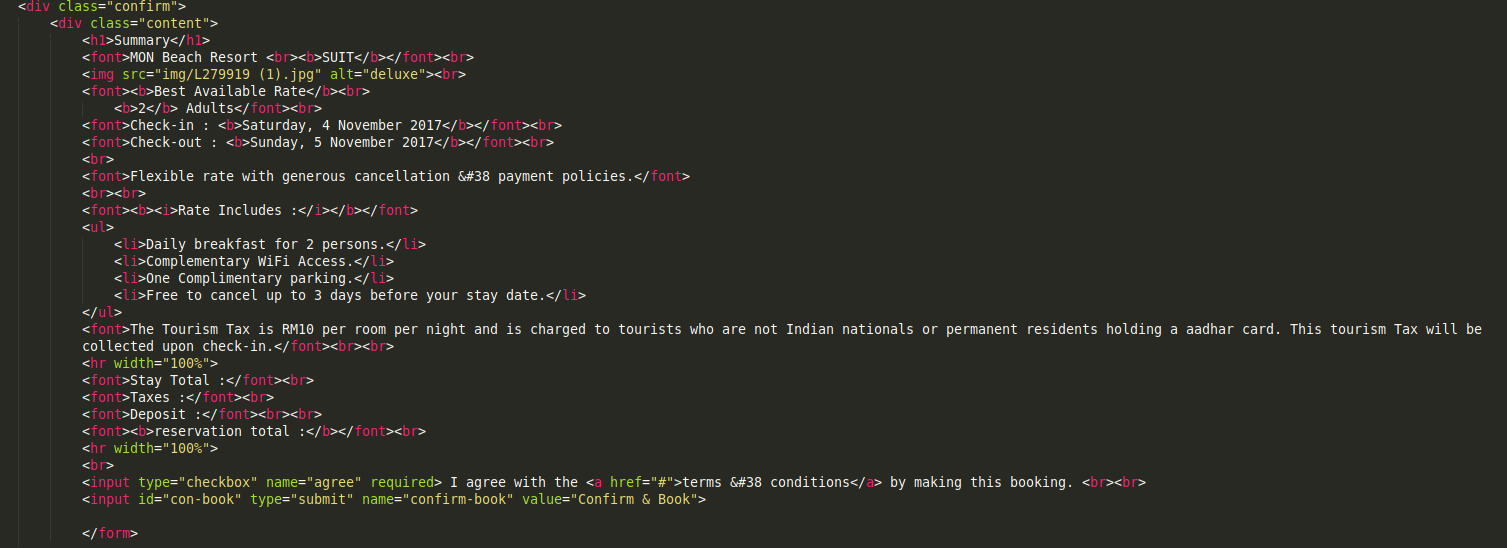 <div class="confirm">
<div class="content">
<h1>Summary</h1>
<font>MON Beach Resort <br><b>SUIT</b></font><br>
<img src="img/L279919 (1).jpg" alt="deluxe"><br>
<font><b>Best Available Rate</b><br>
<b>2</b> Adults</font><br>
<font>Check-in : <b>Saturday, 4 November 2017</b></font><br>
<font>Check-out : <b>Sunday, 5 November 2017</b></font><br>
<br>
<font>Flexible rate with generous cancellation &#38 payment policies.</font>
<br><br>
<font><b><i>Rate Includes :</i></b></font>
<ul>
<li>Daily breakfast for 2 persons.</li>
<li>Complementary WiFi Access.</li>
<li>One Complimentary parking.</li>
<li>Free to cancel up to 3 days before your stay date.</li>
</ul>
<font>The Tourism Tax is RM10 per room per night and is charged to tourists who are not Indian nationals or permanent residents holding a aadhar card. This tourism Tax will be
collected upon check-in.</font><br><br>
<hr width="100%">
<font>Stay Total :</font><br>
<font>Taxes :</font><br>
<font>Deposit :</font><br><br>
<font><b>reservation total :</b></font><br>
<hr width="100%">
<br>
<input type="checkbox" name="agree" required> I agree with the <a href="#">terms &#38 conditions</a> by making this booking. <br><br>
<input id="con-book" type="submit" name="confirm-book" value="Confirm & Book">
</form>